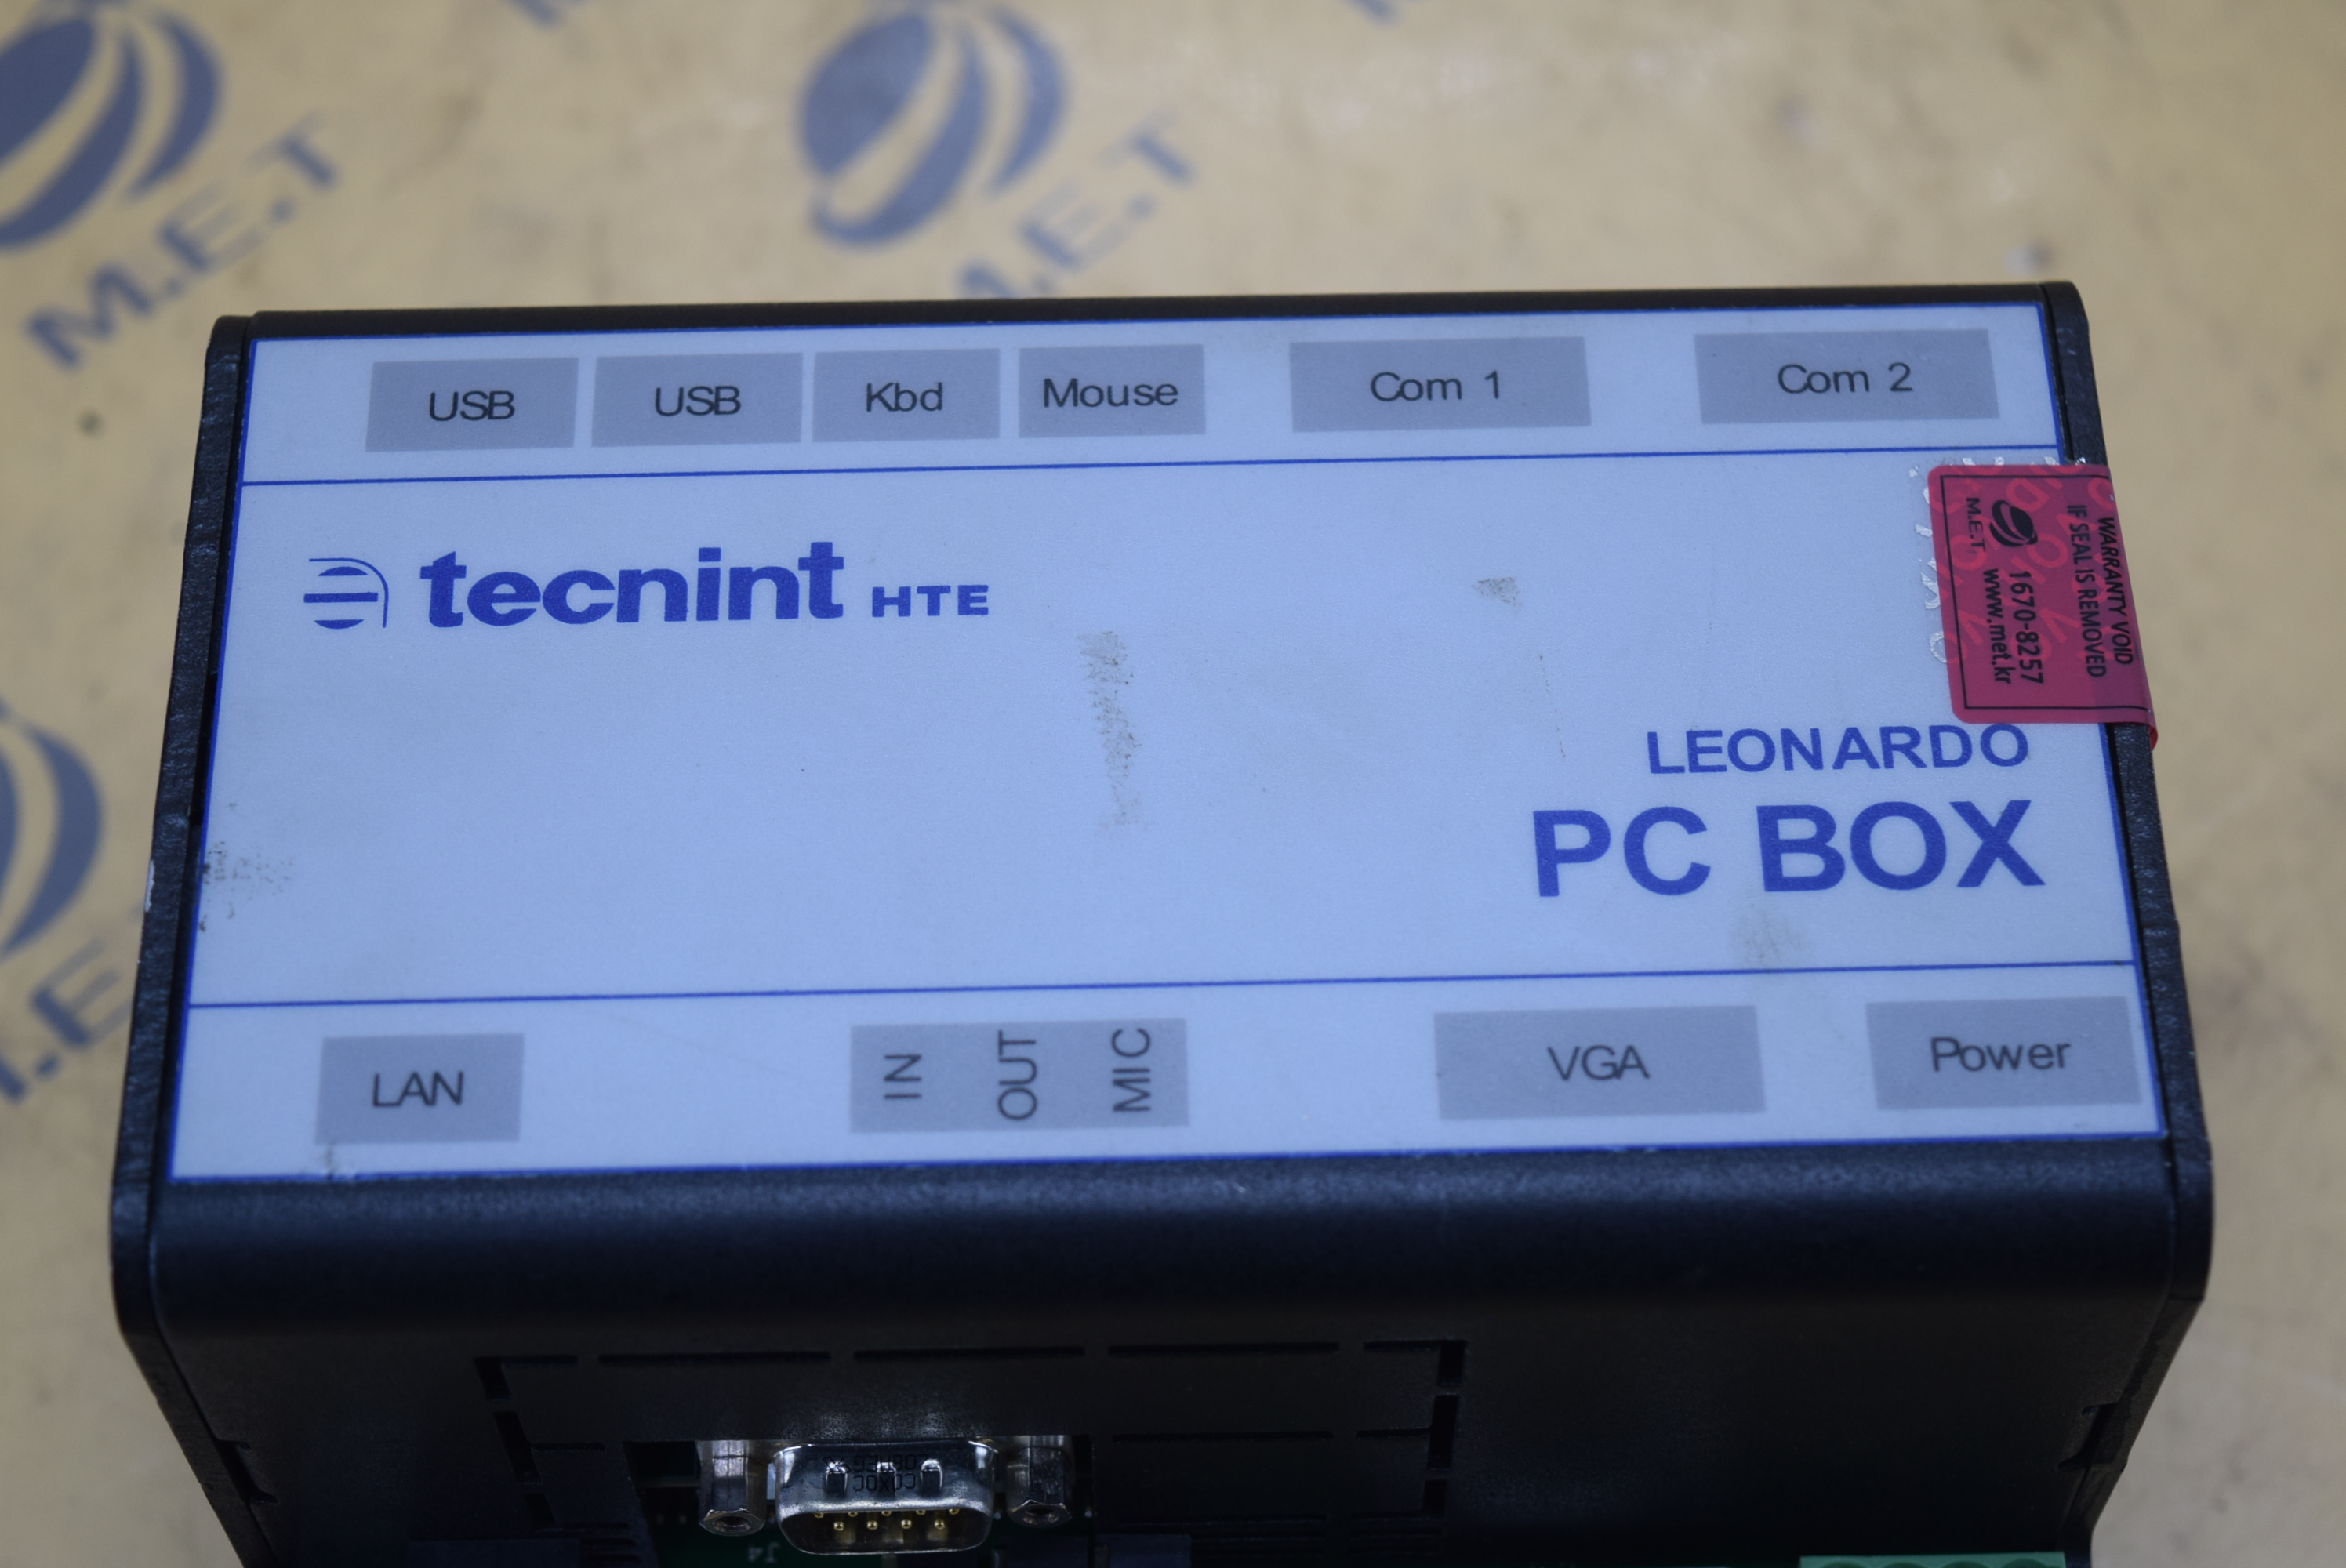 M.E.T
M.E.T
USB USB Kbd Mouse Com 1 Com 2
tecnint HTE
WARRANTY VOID
IF SEAL IS REMOVED
1670-8257
M.E.T www.met.kr
LEONARDO
PC BOX
LAN IN OUT MIC VGA Power
J4